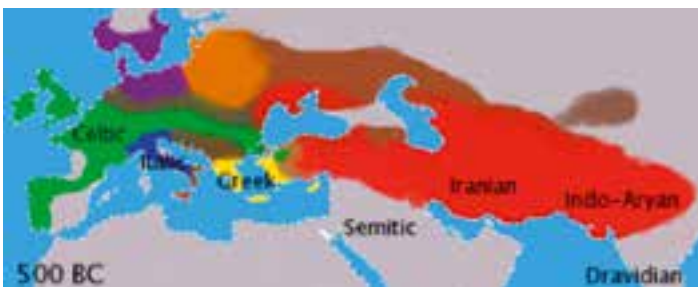 Celtic
Italic
Greek
Iranian
Indo-Aryan
Semitic
500 BC
Dravidian